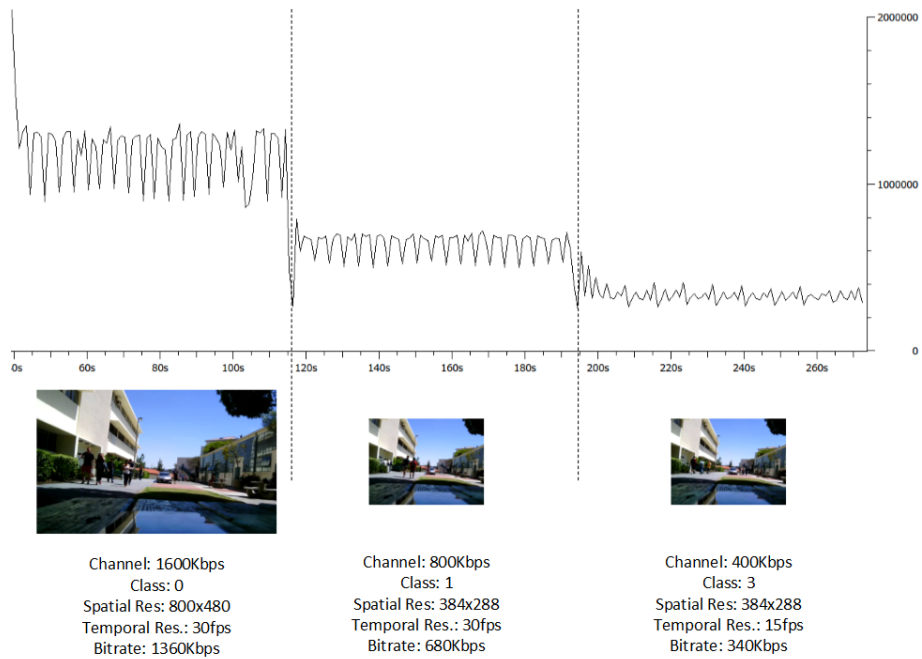 2000000
1000000
0
0s 60s 80s 100s 120s 140s 160s 180s 200s 220s 240s 260s
Channel: 1600Kbps
Class: 0
Spatial Res: 800x480
Temporal Res.: 30fps
Bitrate: 1360Kbps
Channel: 800Kbps
Class: 1
Spatial Res: 384x288
Temporal Res.: 30fps
Bitrate: 680Kbps
Channel: 400Kbps
Class: 3
Spatial Res: 384x288
Temporal Res.: 15fps
Bitrate: 340Kbps